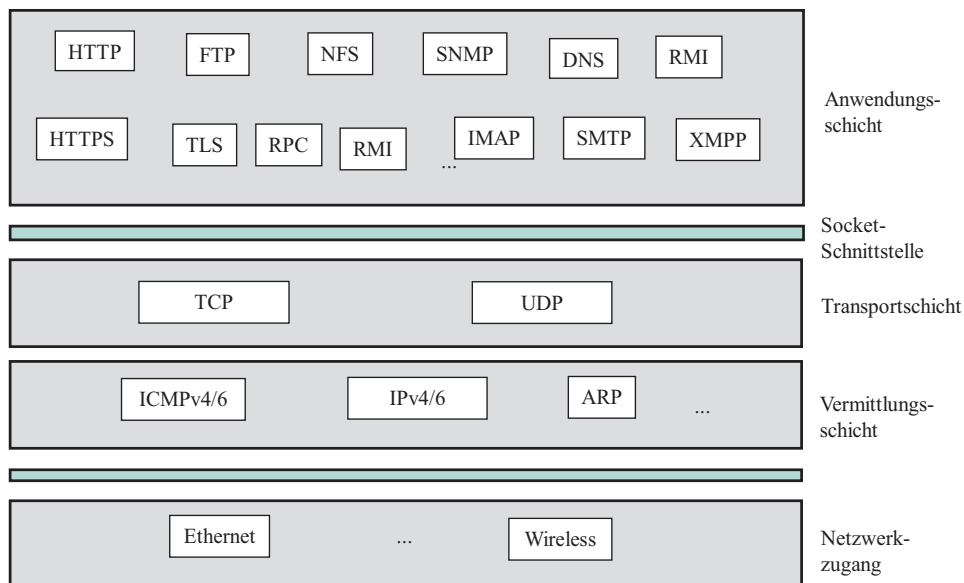 HTTP FTP NFS SNMP DNS RMI
Anwendungs-
schicht
HTTPS TLS RPC RMI ... IMAP SMTP XMPP
Socket-
Schnittstelle
TCP UDP
Transportschicht
ICMPv4/6 IPv4/6 ARP ...
Vermittlungs-
schicht
Ethernet ... Wireless
Netzwerk-
zugang